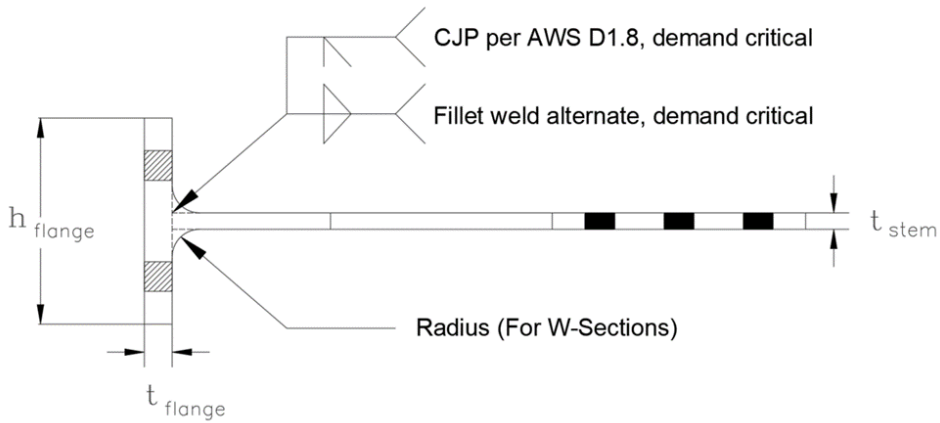 CJP per AWS D1.8, demand critical
Fillet weld alternate, demand critical
h flange
t stem
Radius (For W-Sections)
t flange